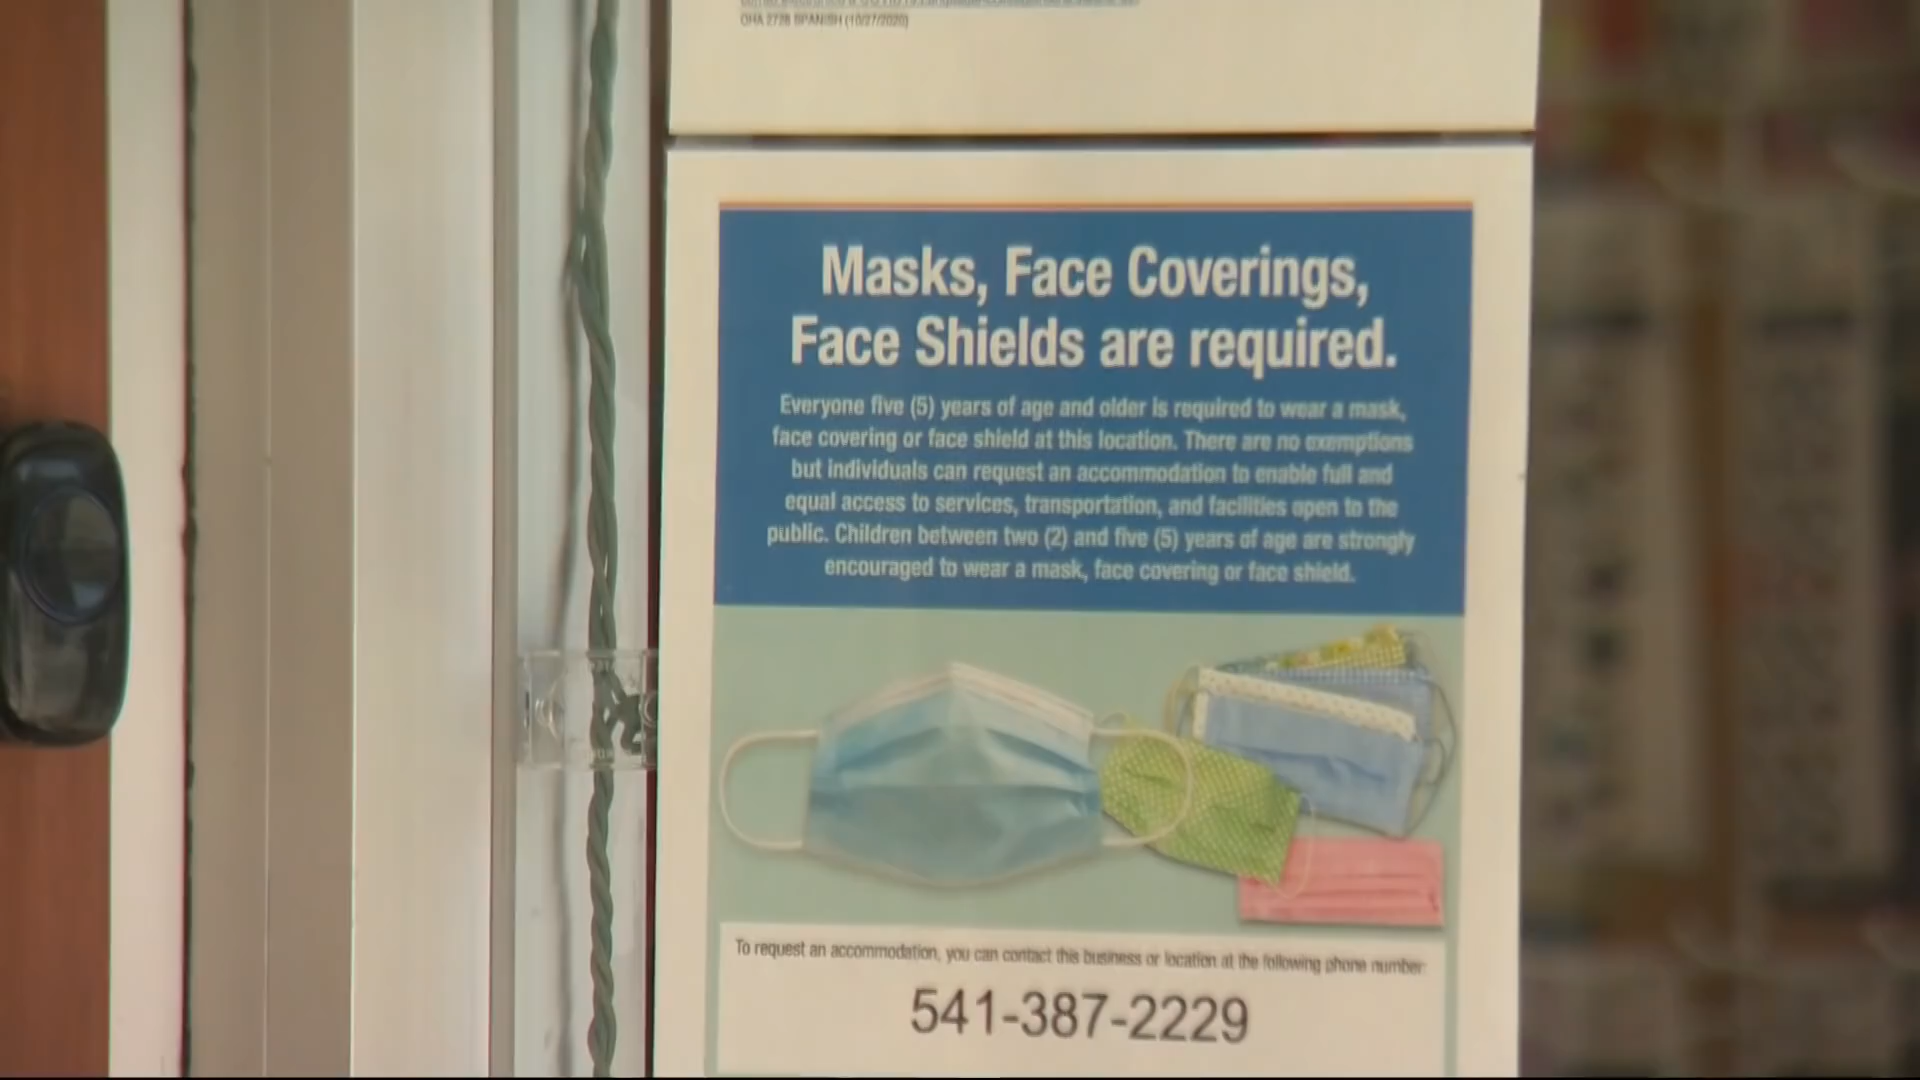 OHA 2728 SPANISH (10/27/2020)
Masks, Face Coverings,
Face Shields are required.
Everyone five (5) years of age and older is required to wear a mask,
face covering or face shield at this location. There are no exemptions
but individuals can request an accommodation to enable full and
equal access to services, transportation, and facilities open to the
public. Children between two (2) and five (5) years of age are strongly
encouraged to wear a mask, face covering or face shield.
To request an accommodation, you can contact this business or location at the following phone number:
541-387-2229